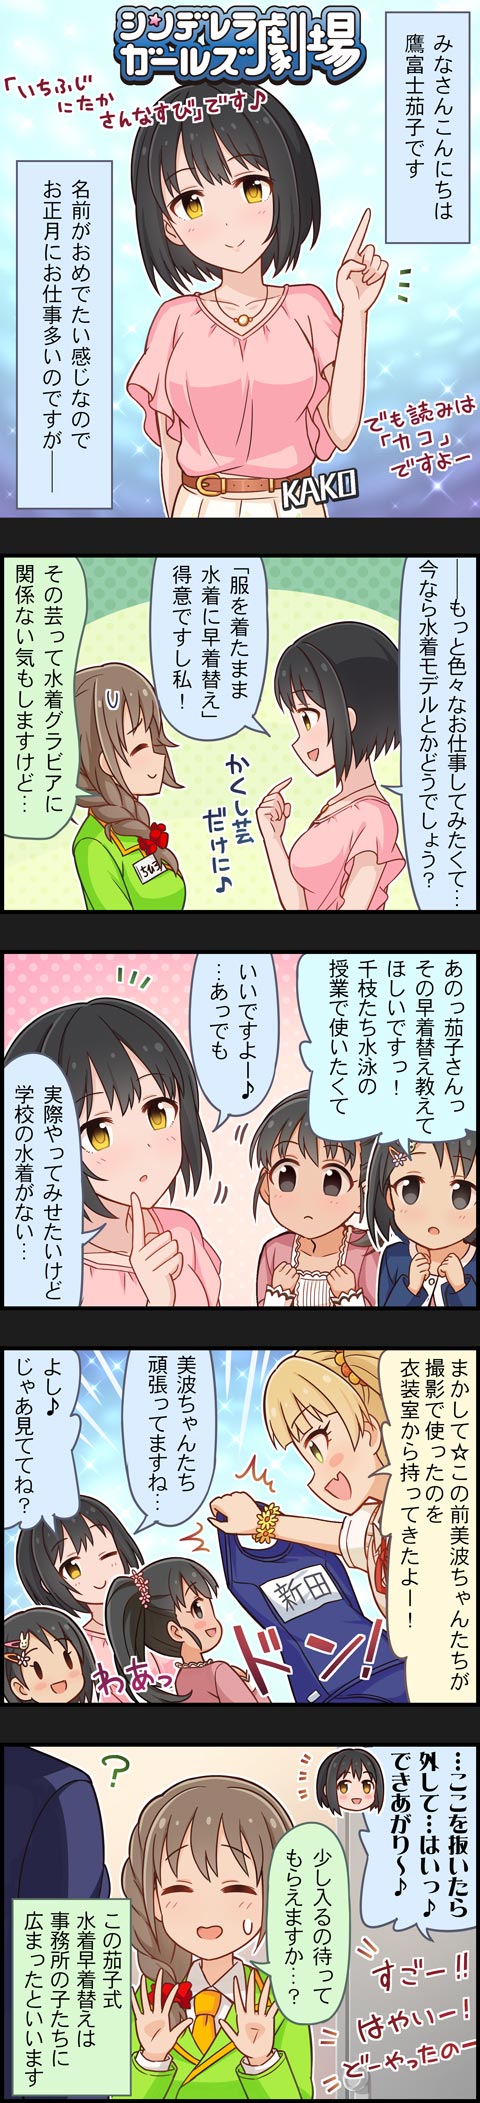 シンデレラ
ガールズ劇場
みなさんこんにちは
鷹富士茄子です
「いちふじ
にたか
さんなすび」です♪
名前がおめでたい感じなので
お正月にお仕事多いのですが――
でも読みは
「カコ」
ですよー
KAKO
――もっと色々なお仕事してみたくて…
今なら水着モデルとかどうでしょう?
「服を着たまま
水着に早着替え」
得意ですし私!
かくし芸
だけに♪
その芸って水着グラビアに
関係ない気もしますけど…
ちひろ
あのっ茄子さんっ
その早着替え教えて
ほしいですっ!
千枝たち水泳の
授業で使いたくて
いいですよー♪
…あっでも
実際やってみせたいけど
学校の水着がない…
まかして☆この前美波ちゃんたちが
撮影で使ったのを
衣装室から持ってきたよー!
新田
ドン!
美波ちゃんたち
頑張ってますね…
よし♪
じゃあ見ててね?
わあっ
…ここを抜いたら
外して…はいっ♪
できあがり~♪
すごー!!
はやいー!
どーやったのー
少し入るの待って
もらえますか…?
?
この茄子式
水着早着替えは
事務所の子たちに
広まったといいます